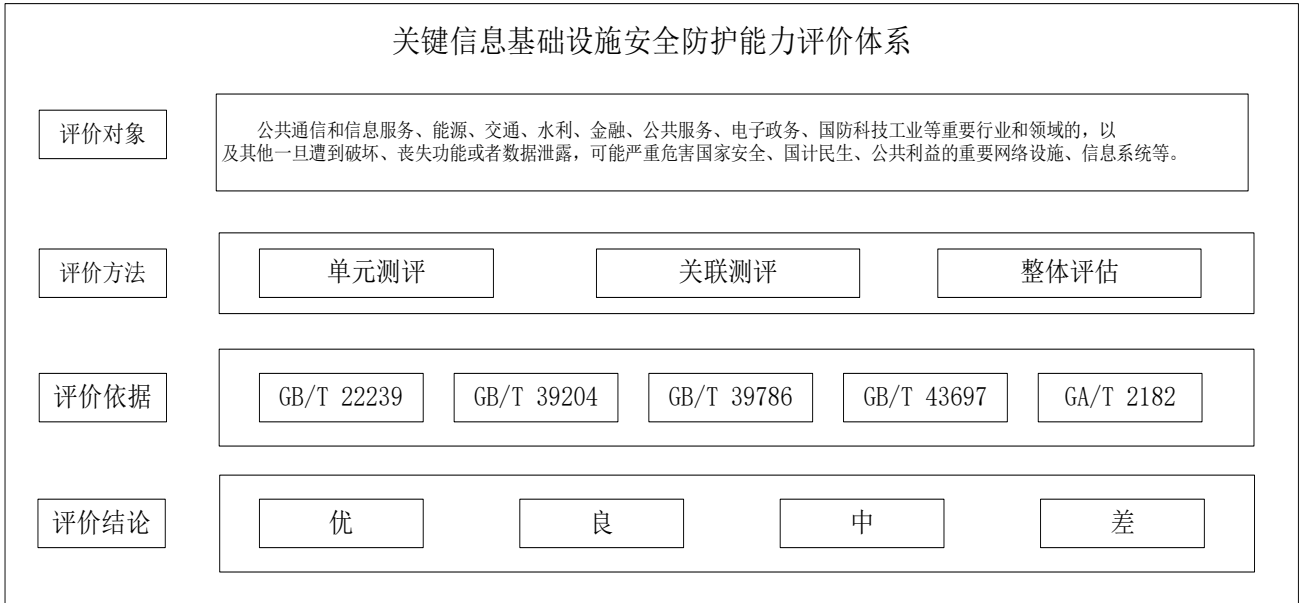 关键信息基础设施安全防护能力评价体系
评价对象
公共通信和信息服务、能源、交通、水利、金融、公共服务、电子政务、国防科技工业等重要行业和领域的，以
及其他一旦遭到破坏、丧失功能或者数据泄露，可能严重危害国家安全、国计民生、公共利益的重要网络设施、信息系统等。
评价方法
单元测评
关联测评
整体评估
评价依据
GB/T 22239
GB/T 39204
GB/T 39786
GB/T 43697
GA/T 2182
评价结论
优
良
中
差